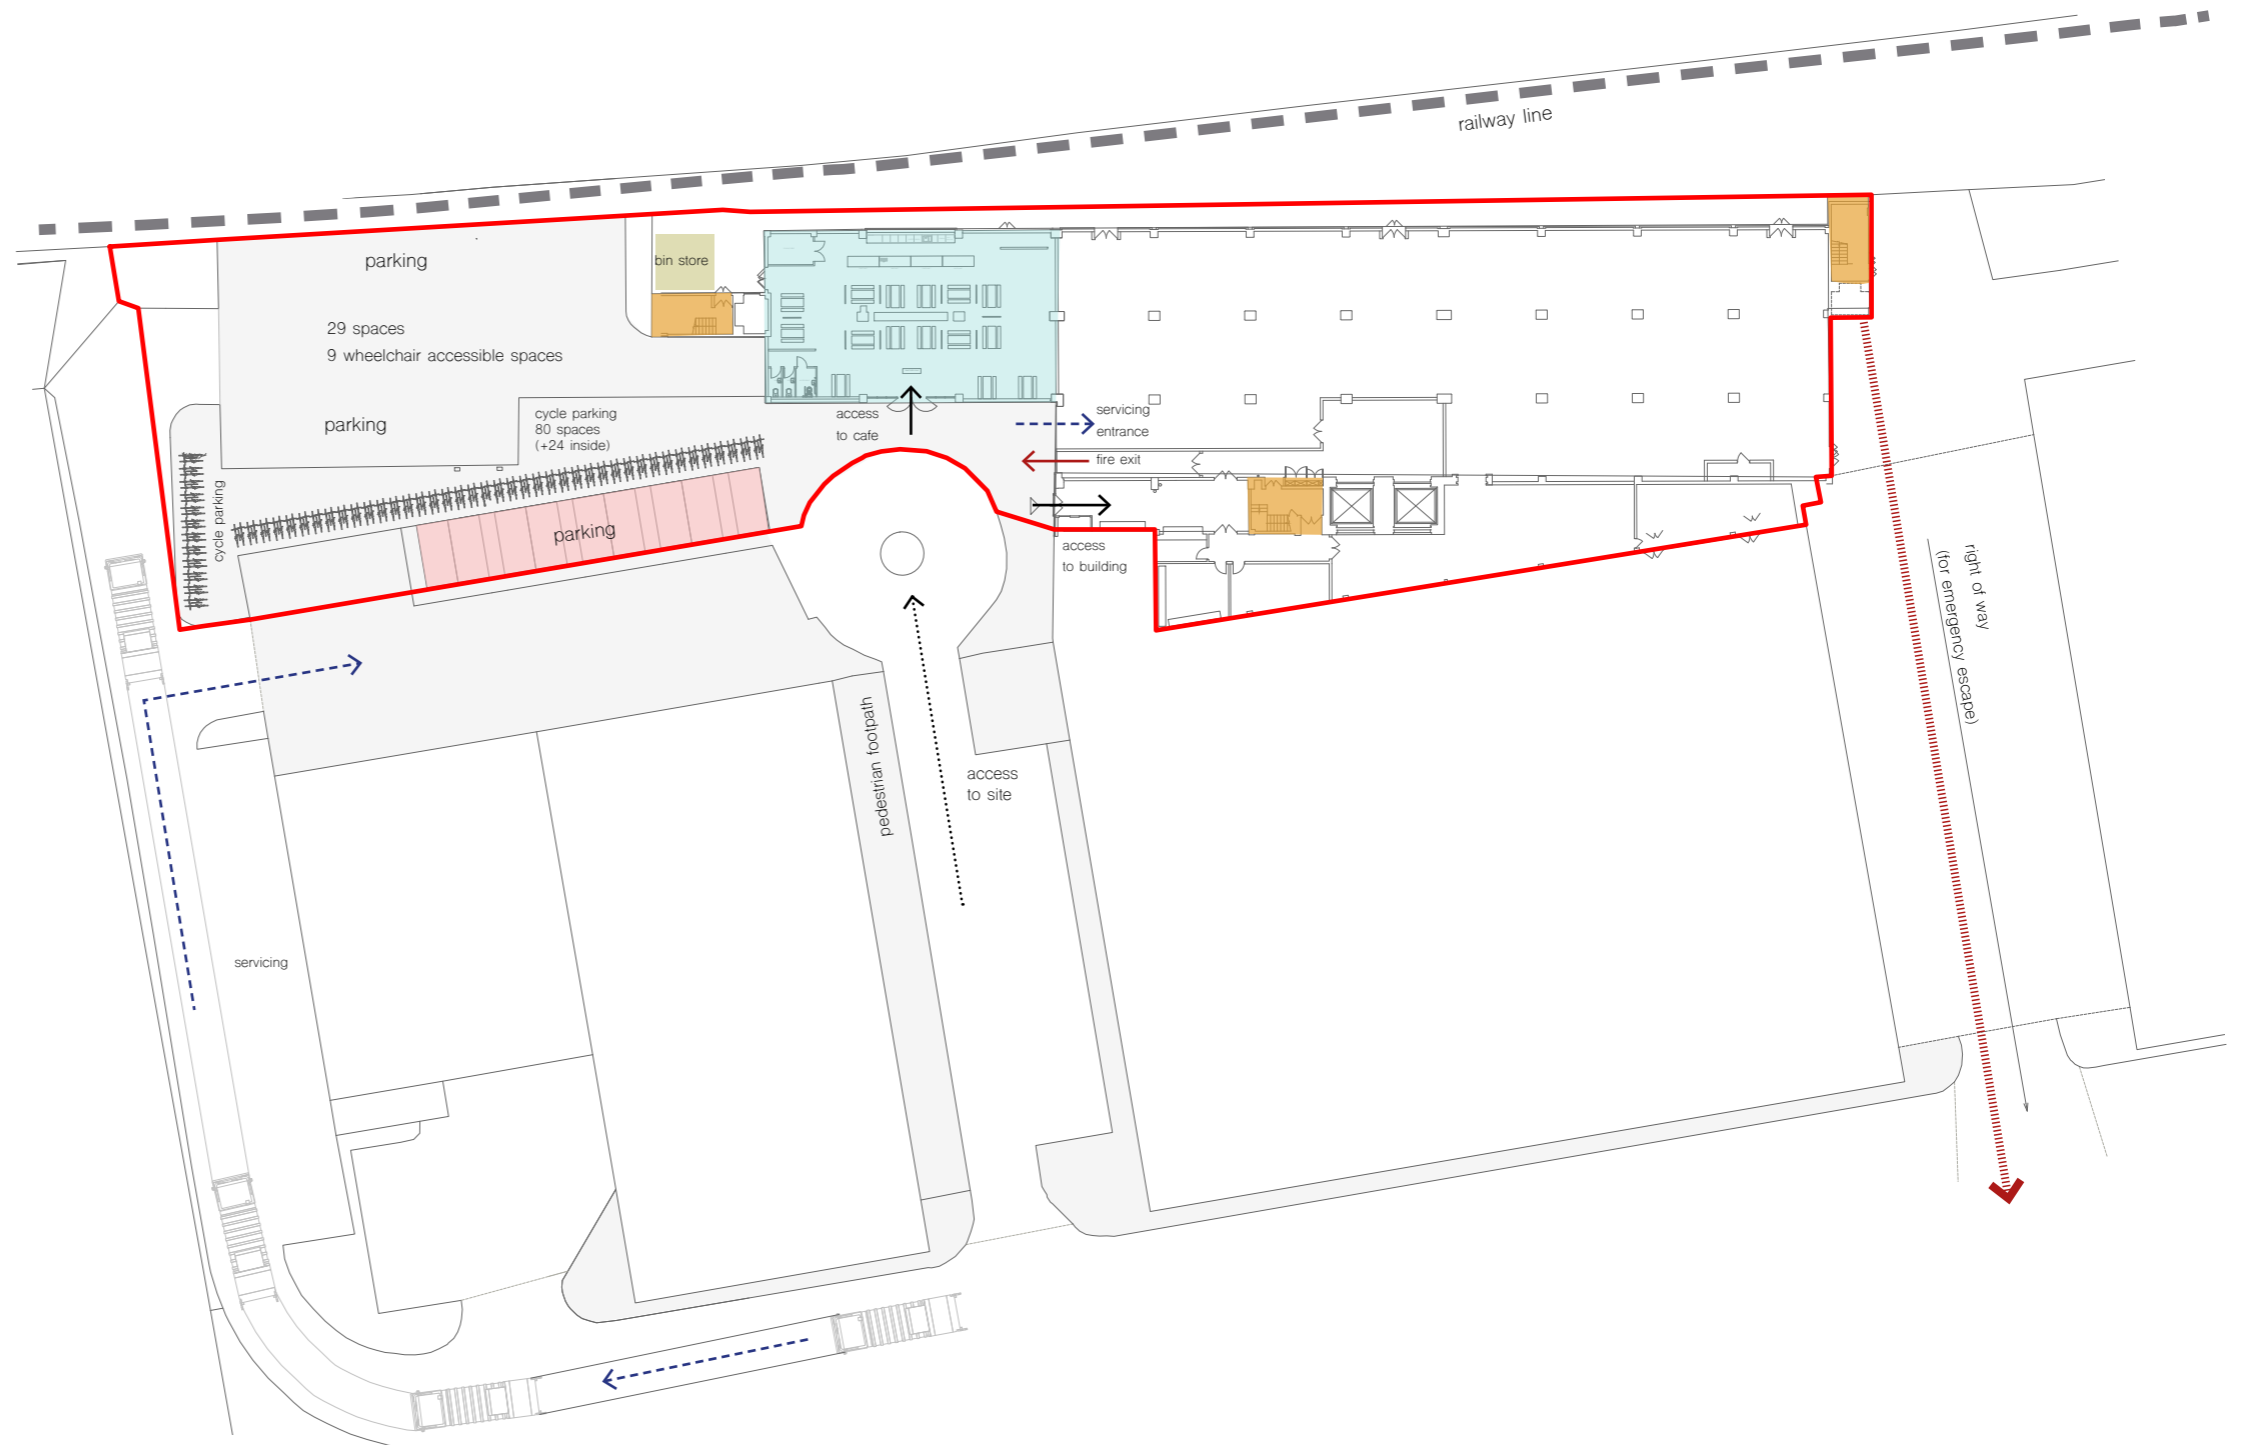 railway line
parking
bin store
29 spaces
9 wheelchair accessible spaces
parking
cycle parking
80 spaces
(+24 inside)
access
to cafe
servicing
entrance
fire exit
cycle parking
parking
access
to building
right of way
(for emergency escape)
pedestrian footpath
access
to site
servicing